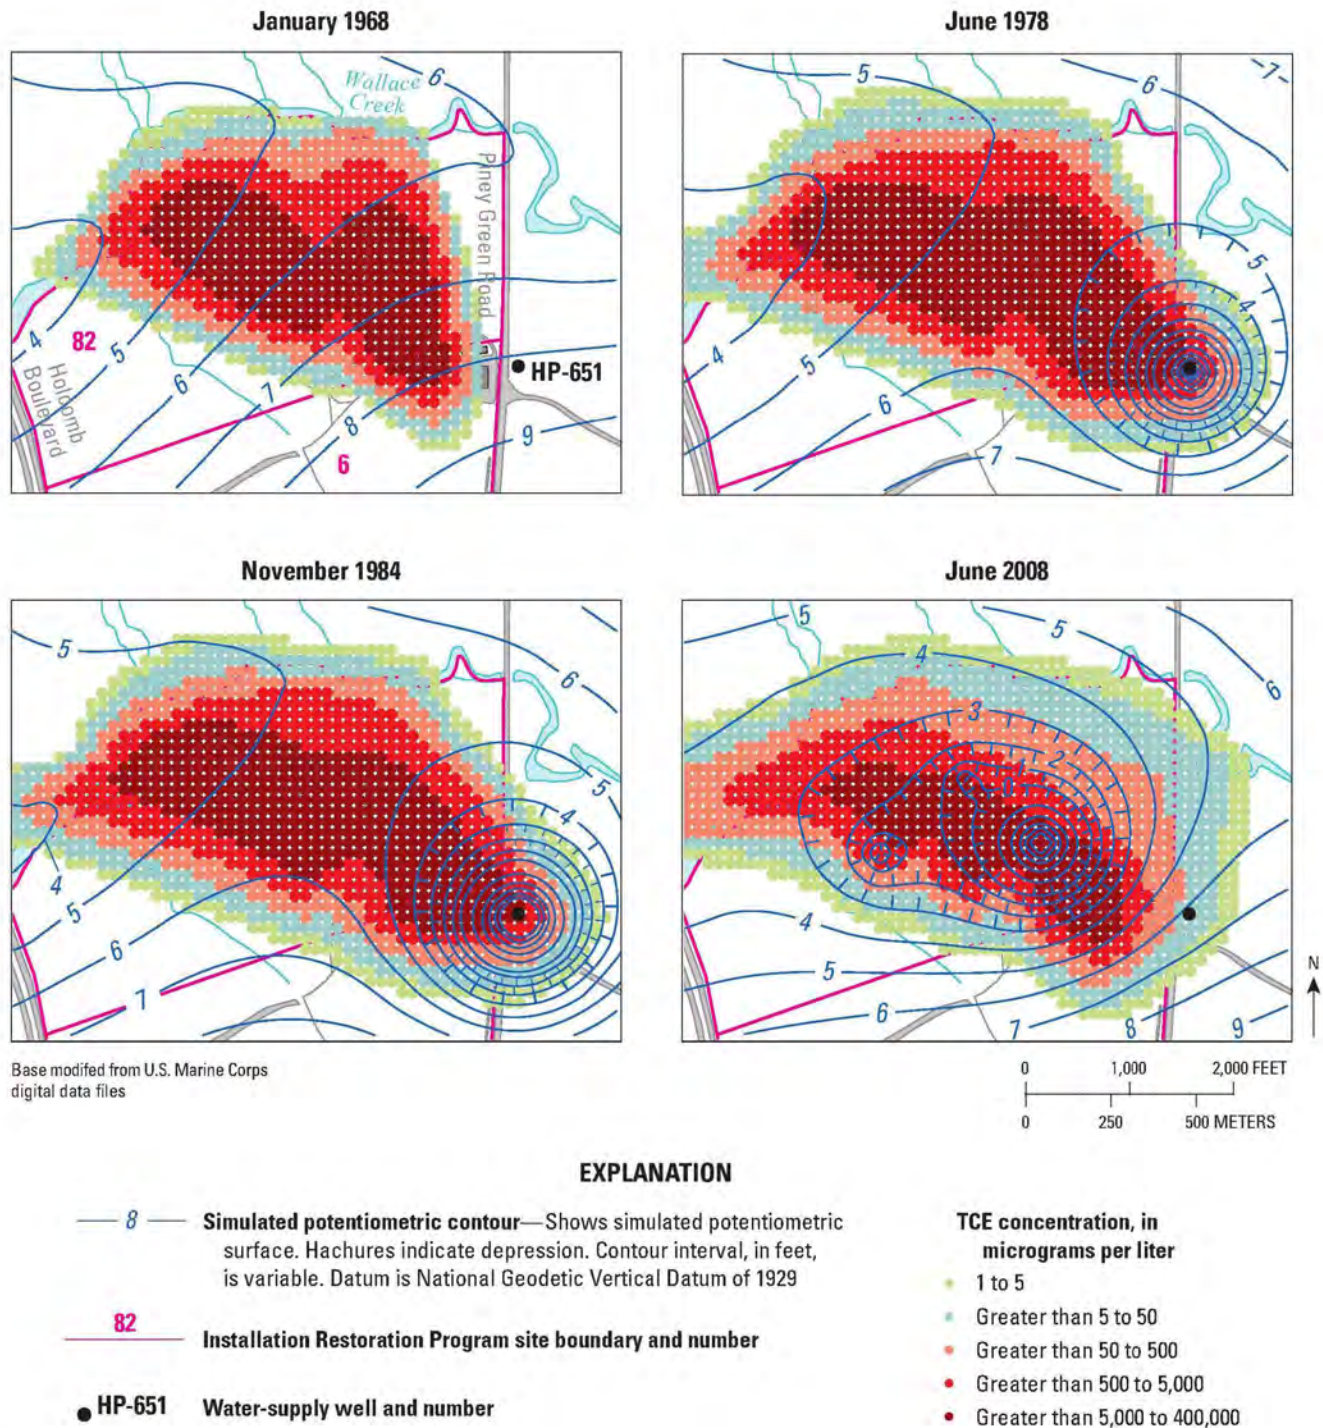 January 1968
June 1978
Wallace
Creek
6
Piney Green Road
4
82
5
Holcomb
Boulevard
6
7
8
6
9
HP-651
5
6
7
5
4
4
5
6
7
November 1984
June 2008
5
6
5
4
4
5
6
7
5
5
4
6
3
2
1
0
4
5
6
7
8
9
N
Base modifed from U.S. Marine Corps
digital data files
0 1,000 2,000 FEET
0 250 500 METERS
EXPLANATION
8 Simulated potentiometric contour—Shows simulated potentiometric
surface. Hachures indicate depression. Contour interval, in feet,
is variable. Datum is National Geodetic Vertical Datum of 1929
82
Installation Restoration Program site boundary and number
HP-651 Water-supply well and number
TCE concentration, in
micrograms per liter
1 to 5
Greater than 5 to 50
Greater than 50 to 500
Greater than 500 to 5,000
Greater than 5,000 to 400,000